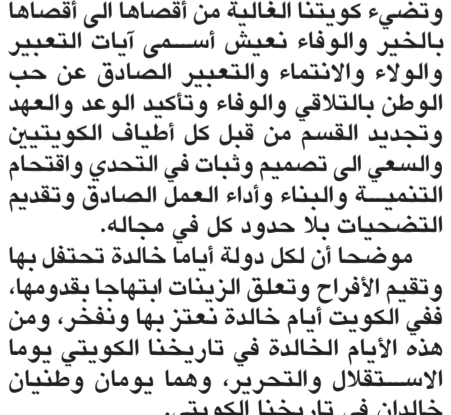 وتضيء كويتنا الغالية من أقصاها الى أقصاها
بالخير والوفاء نعيش أسمى آيات التعبير
والولاء والانتماء والتعبير الصادق عن حب
الوطن بالتلاقي والوفاء وتأكيد الوعد والعهد
وتجديد القسم من قبل كل أطياف الكويتيين
والسعي الى تصميم وثبات في التحدي واقتحام
التنمية والبناء وأداء العمل الصادق وتقديم
التضحيات بلا حدود كل في مجاله.
موضحا أن لكل دولة أياما خالدة تحتفل بها
وتقيم الأفراح وتعلق الزينات ابتهاجا بقدومها،
ففي الكويت أيام خالدة نعتز بها ونفخر، ومن
هذه الأيام الخالدة في تاريخنا الكويتي يوما
الاستقلال والتحرير، وهما يومان وطنيان
خالدان في تاريخنا الكويتي.